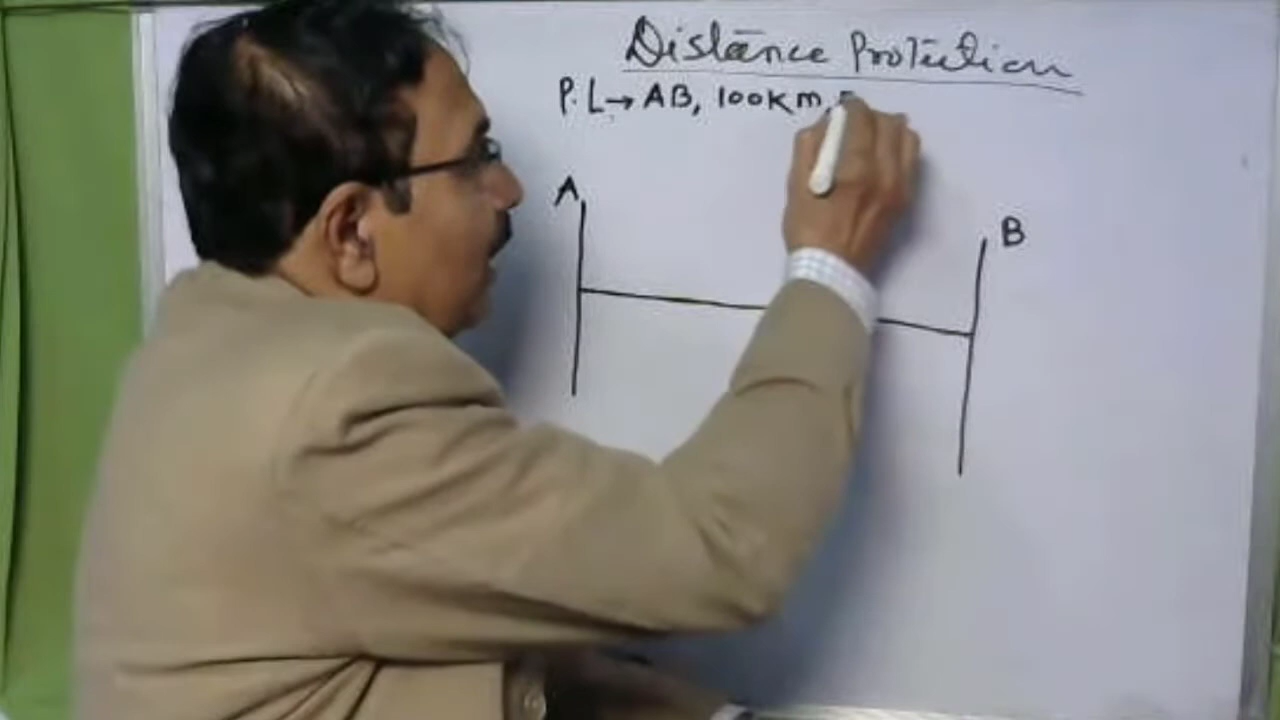 Distance Protection
P.L→ AB, 100km,
A
B